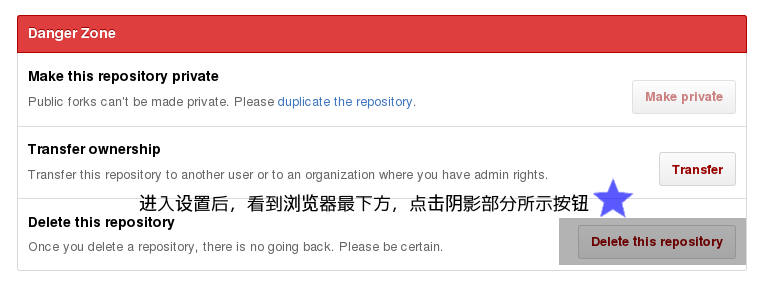 Danger Zone
Make this repository private
Public forks can't be made private. Please duplicate the repository.
Make private
Transfer ownership
Transfer this repository to another user or to an organization where you have admin rights.
Transfer
进入设置后，看到浏览器最下方，点击阴影部分所示按钮
Delete this repository
Once you delete a repository, there is no going back. Please be certain.
Delete this repository